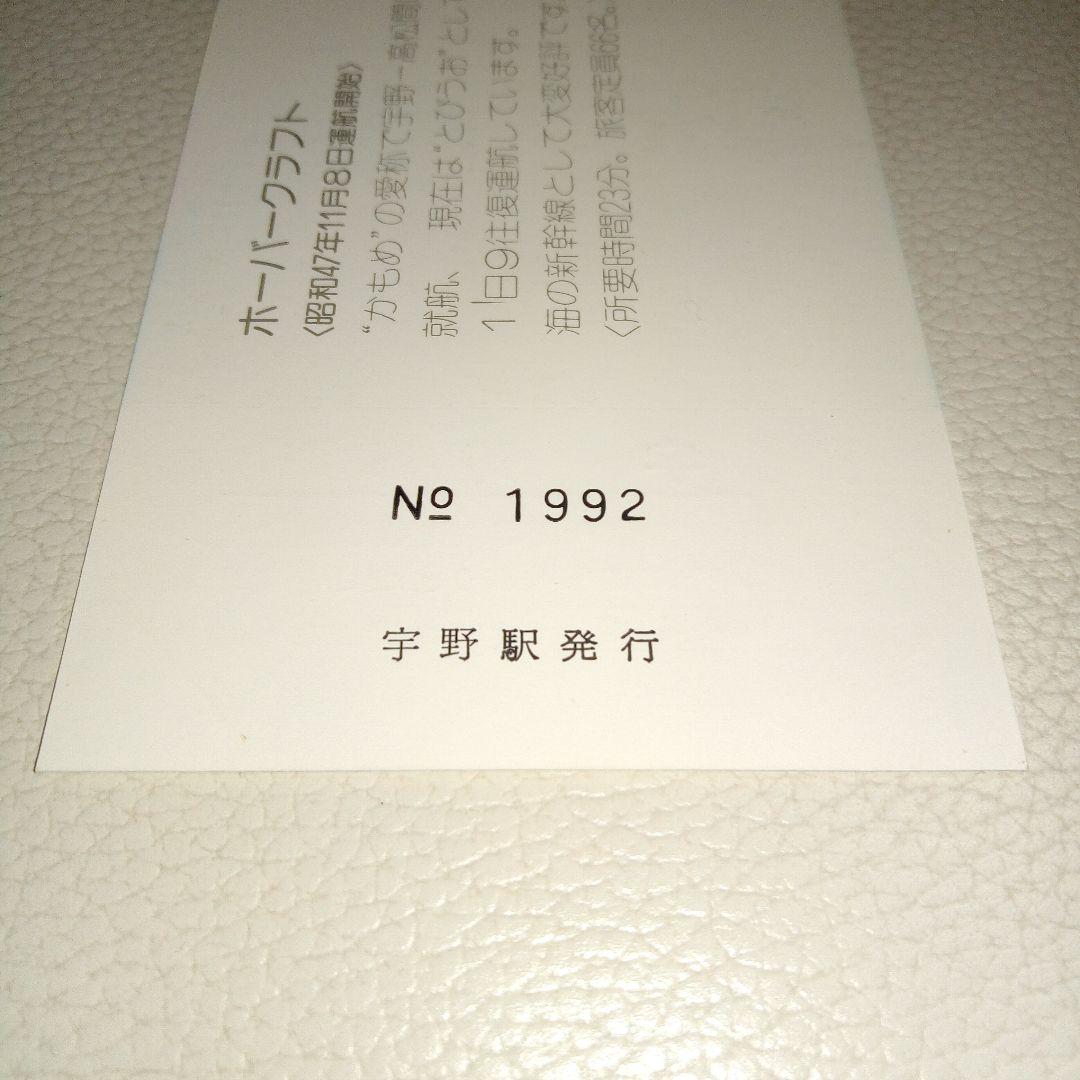 ホーバークラフト
〈昭和47年11月8日運航開始〉
“かもめ”の愛称で宇野－高松間
就航、 現在は“とびうお”として
1日9往復運航しています。
海の新幹線として大変好評です
〈所要時間23分。旅客定員66名。
№ 1992
宇野駅発行